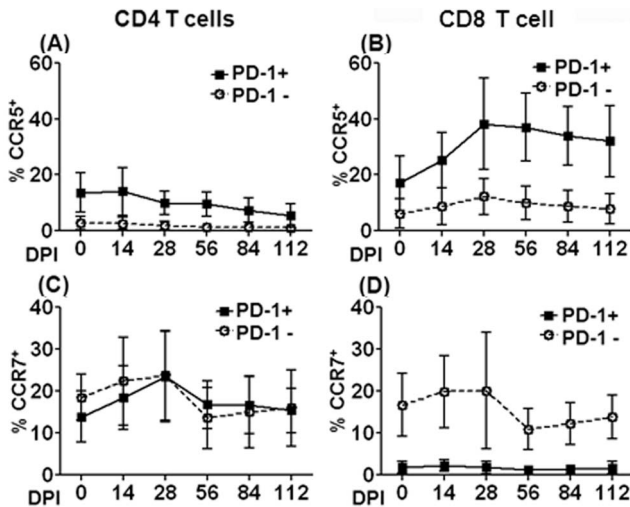 CD4 T cells
CD8 T cell
(A)
60
40
20
0
% CCR5+
PD-1+
PD-1 -
DPI
0 14 28 56 84 112
(B)
60
40
20
0
% CCR5+
PD-1+
PD-1 -
0 14 28 56 84 112
(C)
40
30
20
10
0
% CCR7+
PD-1+
PD-1 -
DPI
0 14 28 56 84 112
(D)
40
30
20
10
0
% CCR7+
PD-1+
PD-1 -
DPI
0 14 28 56 84 112